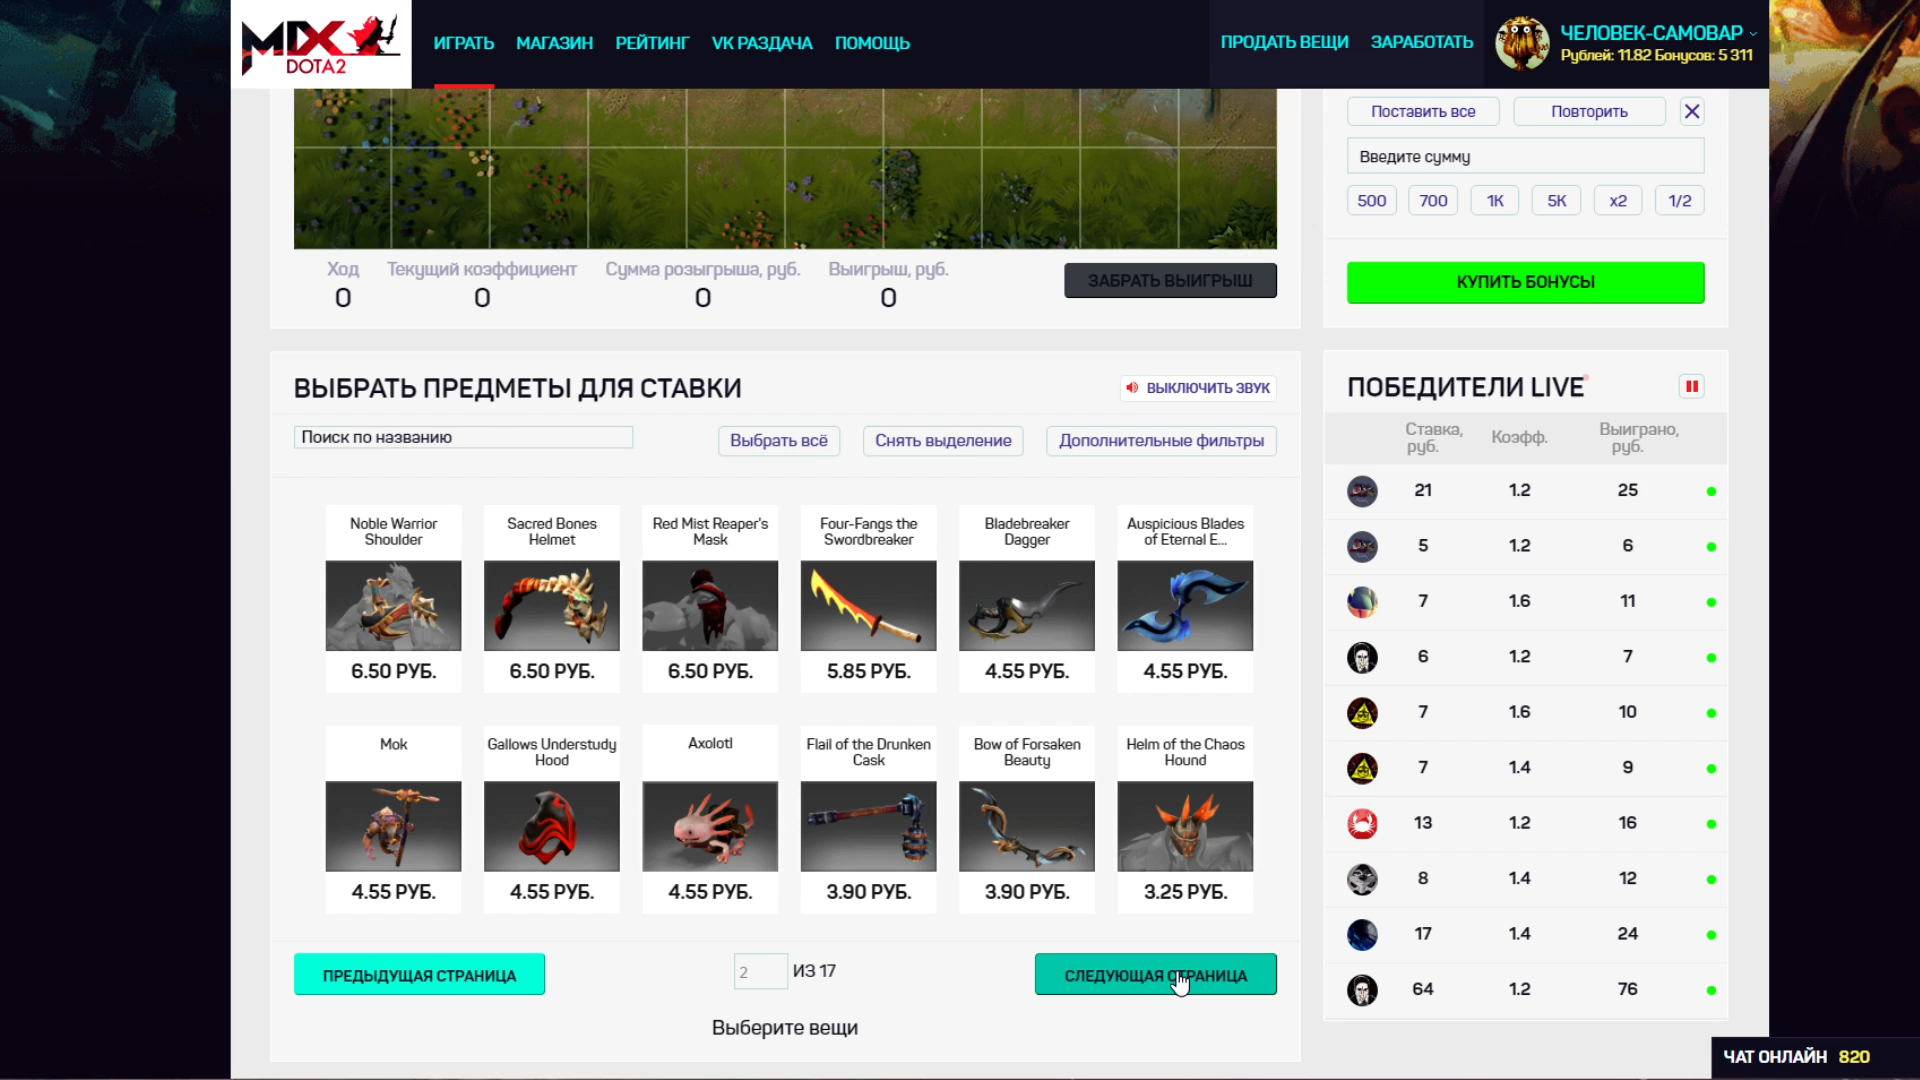 MIX
DOTA2
ИГРАТЬ
МАГАЗИН
РЕЙТИНГ
VK РАЗДАЧА
ПОМОЩЬ
ПРОДАТЬ ВЕЩИ
ЗАРАБОТАТЬ
ЧЕЛОВЕК-САМОВАР
Рублей: 11.82 Бонусов: 5 311
Поставить все
Повторить
Введите сумму
500
700
1К
5К
x2
1/2
КУПИТЬ БОНУСЫ
Ход
0
Текущий коэффициент
0
Сумма розыгрыша, руб.
0
Выигрыш, руб.
0
ЗАБРАТЬ ВЫИГРЫШ
ВЫБРАТЬ ПРЕДМЕТЫ ДЛЯ СТАВКИ
ВЫКЛЮЧИТЬ ЗВУК
Поиск по названию
Выбрать всё
Снять выделение
Дополнительные фильтры
Noble Warrior
Shoulder
6.50 РУБ.
Sacred Bones
Helmet
6.50 РУБ.
Red Mist Reaper's
Mask
6.50 РУБ.
Four-Fangs the
Swordbreaker
5.85 РУБ.
Bladebreaker
Dagger
4.55 РУБ.
Auspicious Blades
of Eternal E...
4.55 РУБ.
Mok
4.55 РУБ.
Gallows Understudy
Hood
4.55 РУБ.
Axolotl
4.55 РУБ.
Flail of the Drunken
Cask
3.90 РУБ.
Bow of Forsaken
Beauty
3.90 РУБ.
Helm of the Chaos
Hound
3.25 РУБ.
ПРЕДЫДУЩАЯ СТРАНИЦА
2 ИЗ 17
СЛЕДУЮЩАЯ СТРАНИЦА
Выберите вещи
ПОБЕДИТЕЛИ LIVE
Ставка,
руб.
Коэфф.
Выиграно,
руб.
21 1.2 25
5 1.2 6
7 1.6 11
6 1.2 7
7 1.6 10
7 1.4 9
13 1.2 16
8 1.4 12
17 1.4 24
64 1.2 76
ЧАТ ОНЛАЙН 820